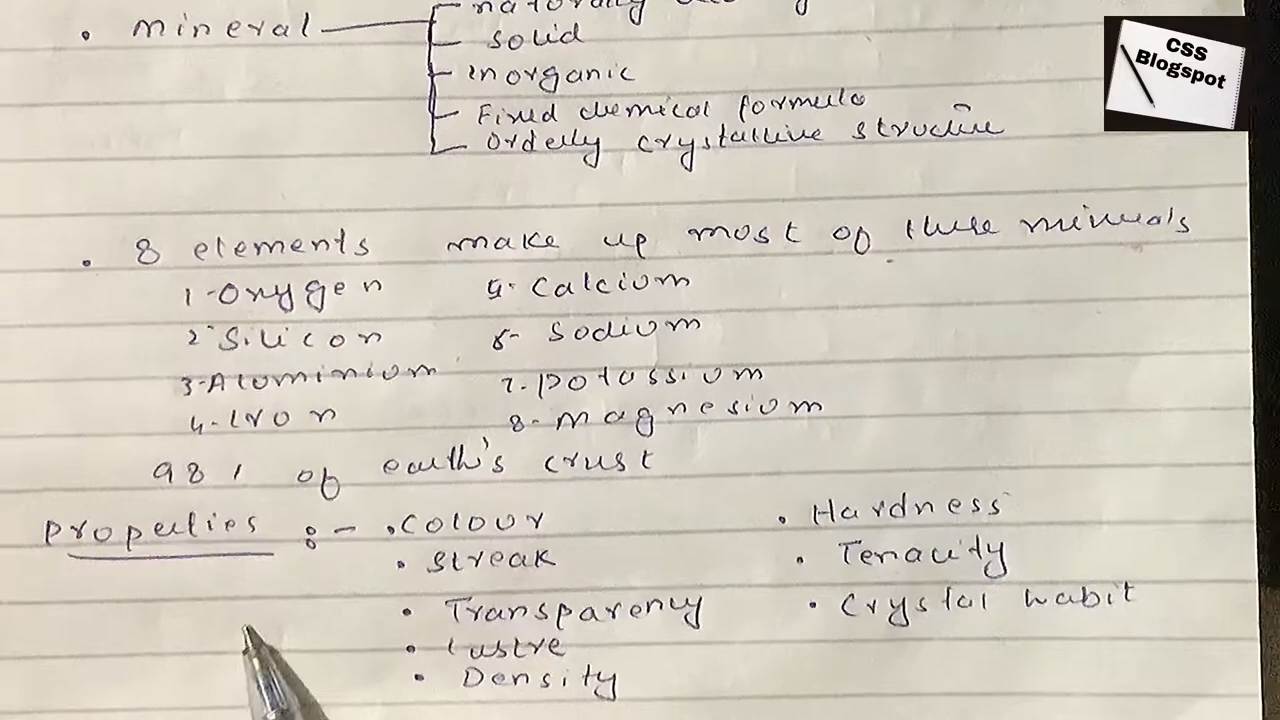 • mineral
naturally
solid
inorganic
Fixed chemical formula
Orderly crystalline structure
• 8 elements make up most of these minerals
1-Oxygen 5-Calcium
2-Silicon 6-Sodium
3-Aluminium 7-Potassium
4-Iron 8-Magnesium
98% of earth's crust
Properties :- • Colour • Hardness
• Streak • Tenacity
• Transparency • Crystal habit
• Lustre
• Density
CSS
Blogspot